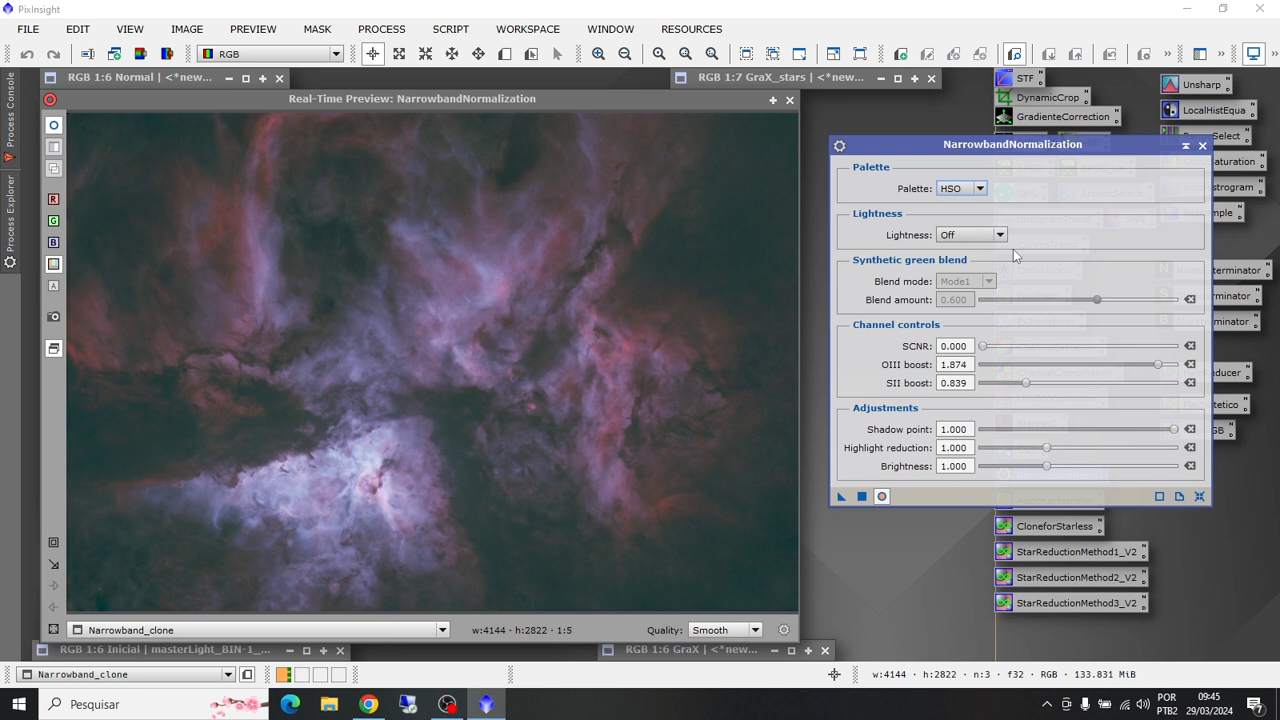 PixInsight
FILE EDIT VIEW IMAGE PREVIEW MASK PROCESS SCRIPT WORKSPACE WINDOW RESOURCES
RGB
RGB 1:6 Normal | <*new...
RGB 1:7 GraX_stars | <*new...
Process Console
Process Explorer
Real-Time Preview: NarrowbandNormalization
R
G
B
A
Narrowband_clone
w:4144 · h:2822 · 1:5
Quality: Smooth
STF
DynamicCrop
GradienteCorrection
Unsharp
LocalHistEqua
Select
NarrowbandNormalization
Palette
Palette: HSO
Lightness
Lightness: Off
Synthetic green blend
Blend mode: Mode1
Blend amount: 0.600
Channel controls
SCNR: 0.000
OIII boost: 1.874
SII boost: 0.839
Adjustments
Shadow point: 1.000
Highlight reduction: 1.000
Brightness: 1.000
CloneforStarless
StarReductionMethod1_V2
StarReductionMethod2_V2
StarReductionMethod3_V2
RGB 1:6 Inicial | masterLight_BIN-1_...
RGB 1:6 GraX | <*new...
Narrowband_clone
w:4144 · h:2822 · n:3 · f32 · RGB · 133.831 MiB
Pesquisar
POR
PTB2
09:45
29/03/2024
7